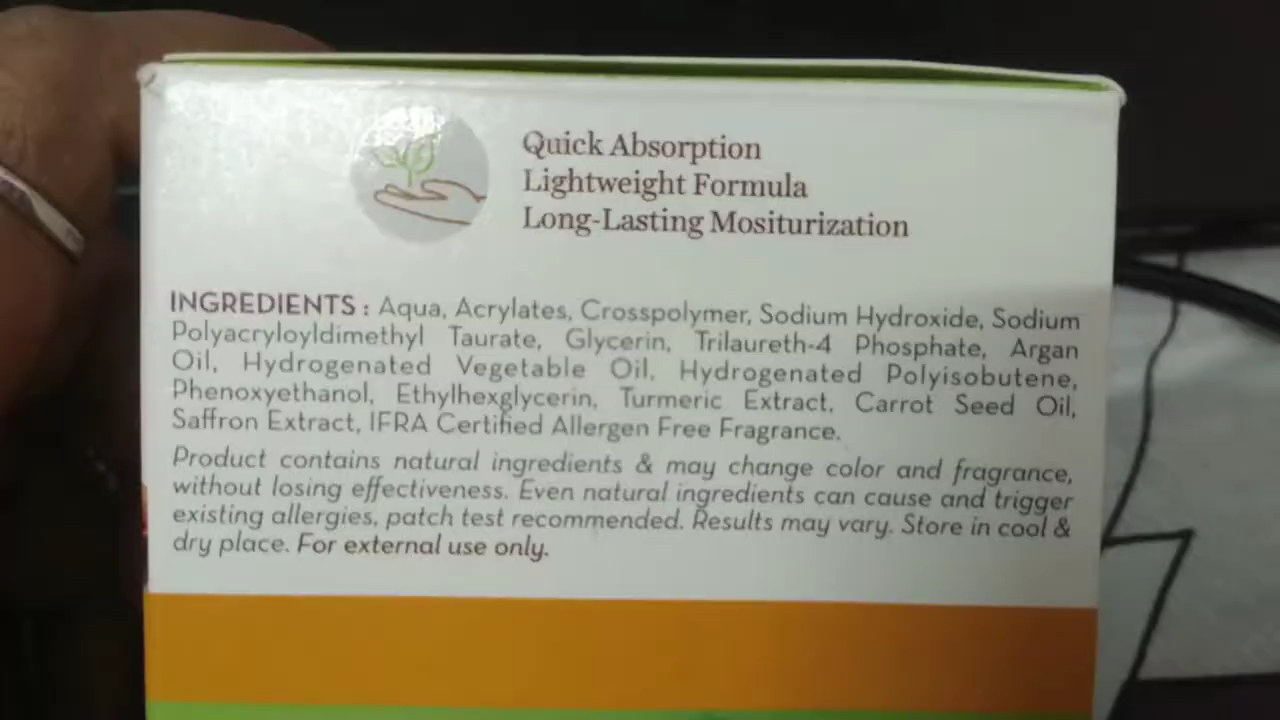 Quick Absorption
Lightweight Formula
Long-Lasting Mositurization
INGREDIENTS : Aqua, Acrylates, Crosspolymer, Sodium Hydroxide, Sodium
Polyacryloyldimethyl Taurate, Glycerin, Trilaureth-4 Phosphate, Argan
Oil, Hydrogenated Vegetable Oil, Hydrogenated Polyisobutene,
Phenoxyethanol, Ethylhexglycerin, Turmeric Extract, Carrot Seed Oil,
Saffron Extract, IFRA Certified Allergen Free Fragrance.
Product contains natural ingredients & may change color and fragrance,
without losing effectiveness. Even natural ingredients can cause and trigger
existing allergies, patch test recommended. Results may vary. Store in cool &
dry place. For external use only.